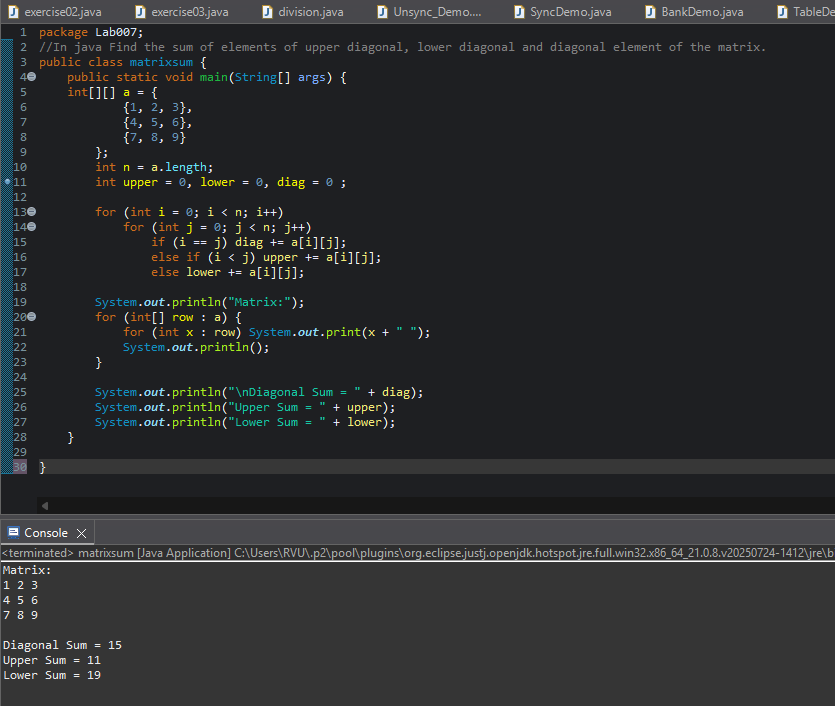 exercise02.java exercise03.java division.java Unsync_Demo.... SyncDemo.java BankDemo.java TableDe
1 package Lab007;
2 //In java Find the sum of elements of upper diagonal, lower diagonal and diagonal element of the matrix.
3 public class matrixsum {
4 public static void main(String[] args) {
5 int[][] a = {
6 {1, 2, 3},
7 {4, 5, 6},
8 {7, 8, 9}
9 };
10 int n = a.length;
11 int upper = 0, lower = 0, diag = 0 ;
12
13 for (int i = 0; i < n; i++)
14 for (int j = 0; j < n; j++)
15 if (i == j) diag += a[i][j];
16 else if (i < j) upper += a[i][j];
17 else lower += a[i][j];
18
19 System.out.println("Matrix:");
20 for (int[] row : a) {
21 for (int x : row) System.out.print(x + " ");
22 System.out.println();
23 }
24
25 System.out.println("\nDiagonal Sum = " + diag);
26 System.out.println("Upper Sum = " + upper);
27 System.out.println("Lower Sum = " + lower);
28 }
29
30 }
Console
<terminated> matrixsum [Java Application] C:\Users\RVU\.p2\pool\plugins\org.eclipse.justj.openjdk.hotspot.jre.full.win32.x86_64_21.0.8.v20250724-1412\jre\b
Matrix:
1 2 3
4 5 6
7 8 9
Diagonal Sum = 15
Upper Sum = 11
Lower Sum = 19